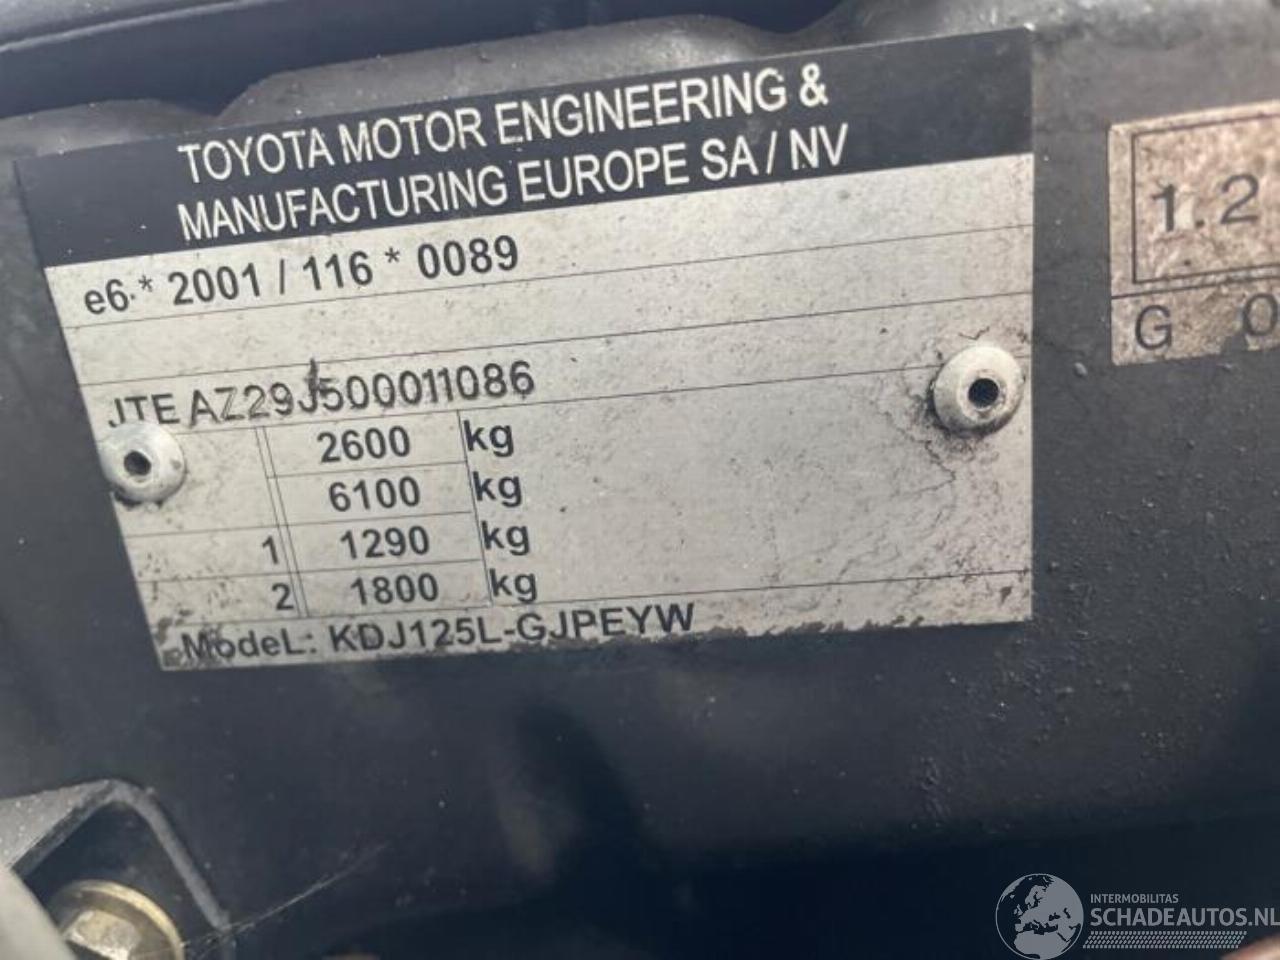 TOYOTA MOTOR ENGINEERING &
MANUFACTURING EUROPE SA / NV
e6 * 2001 / 116 * 0089
JTEAZ29J500011086
2600 kg
6100 kg
1 1290 kg
2 1800 kg
ModeL: KDJ125L-GJPEYW
1.2
G 0
INTERMOBILITAS
SCHADEAUTOS.NL